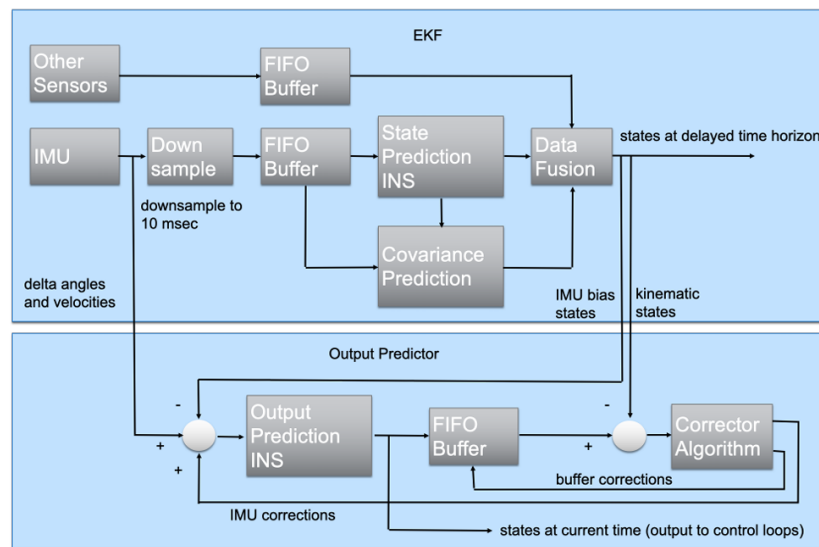 EKF
Other
Sensors
FIFO
Buffer
IMU
Down
sample
FIFO
Buffer
State
Prediction
INS
Data
Fusion
states at delayed time horizon
downsample to
10 msec
Covariance
Prediction
delta angles
and velocities
IMU bias
states
kinematic
states
Output Predictor
-
+
+
Output
Prediction
INS
FIFO
Buffer
-
+
Corrector
Algorithm
buffer corrections
IMU corrections
states at current time (output to control loops)